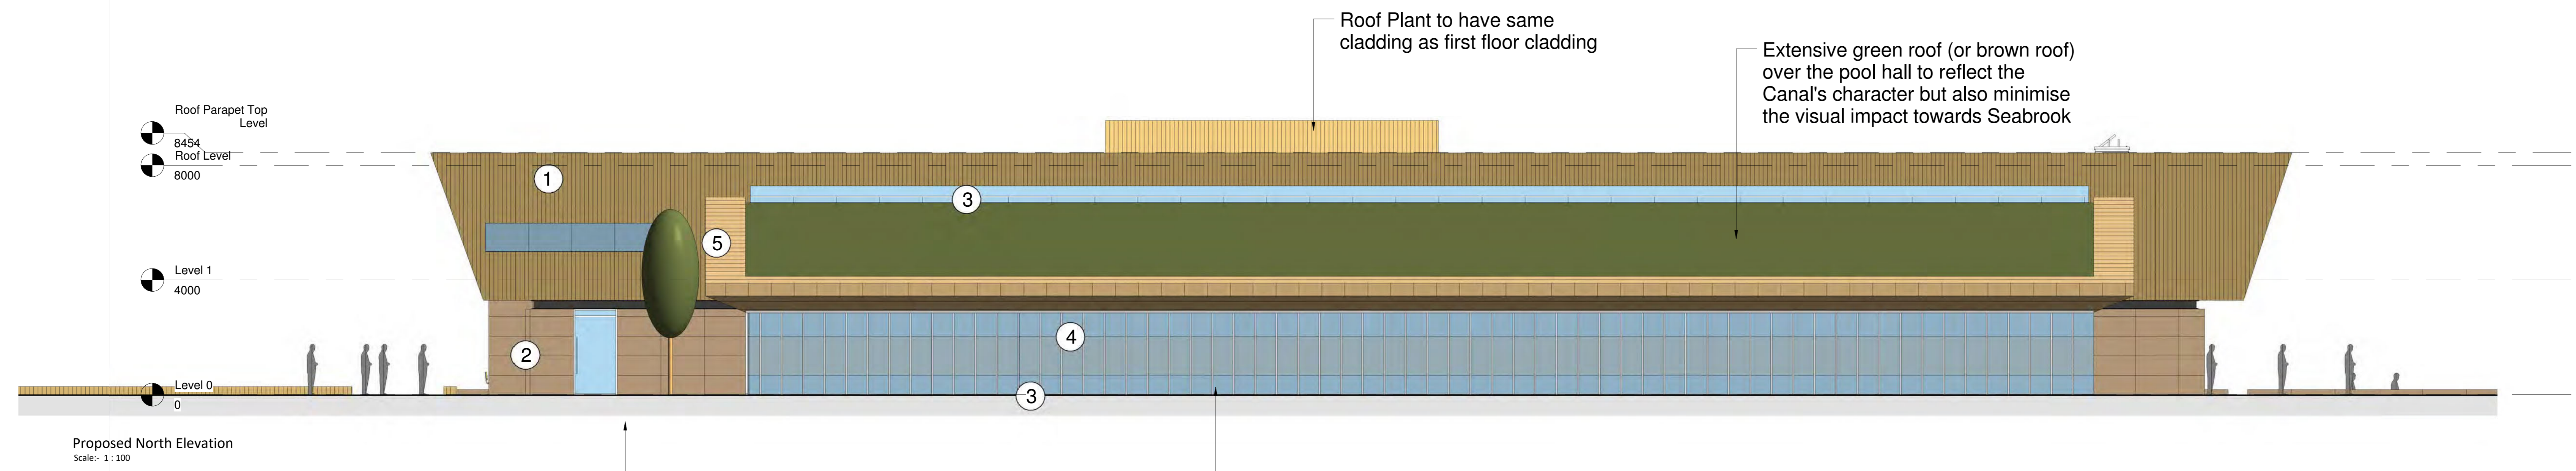 Roof Plant to have same
cladding as first floor cladding
Extensive green roof (or brown roof)
over the pool hall to reflect the
Canal's character but also minimise
the visual impact towards Seabrook
Roof Parapet Top
Level
8454
Roof Level
8000
1
3
5
Level 1
4000
4
2
Level 0
0
3
Proposed North Elevation
Scale:- 1 : 100